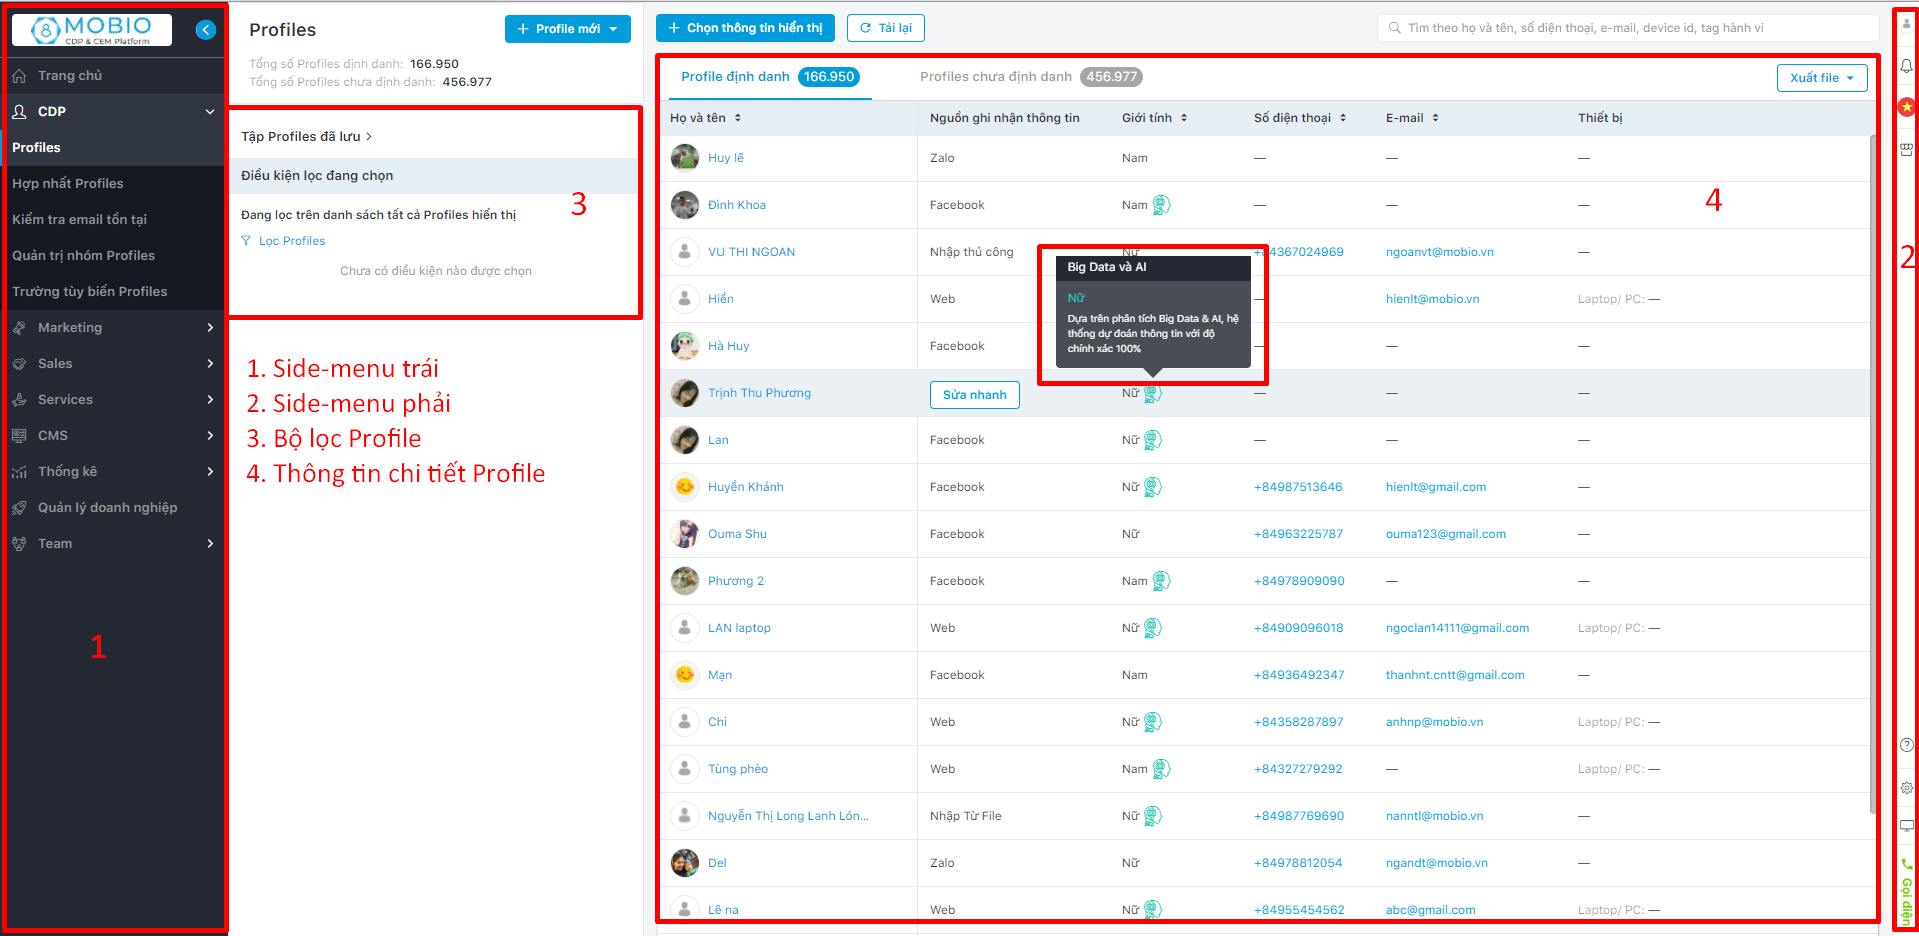 MOBIO
CDP & CEM Platform
Trang chủ
CDP
Profiles
Hợp nhất Profiles
Kiểm tra email tồn tại
Quản trị nhóm Profiles
Trường tùy biến Profiles
Marketing
Sales
Services
CMS
Thống kê
Quản lý doanh nghiệp
Team
1
Profiles
+ Profile mới
Tổng số Profiles định danh: 166.950
Tổng số Profiles chưa định danh: 456.977
Tập Profiles đã lưu >
Điều kiện lọc đang chọn
3
Đang lọc trên danh sách tất cả Profiles hiển thị
Lọc Profiles
Chưa có điều kiện nào được chọn
1. Side-menu trái
2. Side-menu phải
3. Bộ lọc Profile
4. Thông tin chi tiết Profile
+ Chọn thông tin hiển thị
Tải lại
Tìm theo họ và tên, số điện thoại, e-mail, device id, tag hành vi
Profile định danh 166.950
Profiles chưa định danh 456.977
Xuất file
Họ và tên Nguồn ghi nhận thông tin Giới tính Số điện thoại E-mail Thiết bị
Huy lê Zalo Nam — — —
Đình Khoa Facebook Nam — — —
4
VU THI NGOAN Nhập thủ công Nữ +84367024969 ngoanvt@mobio.vn —
Big Data và AI
Nữ
Dựa trên phân tích Big Data & AI, hệ
thống dự đoán thông tin với độ
chính xác 100%
Hiền Web — hienlt@mobio.vn Laptop/ PC: —
Hà Huy Facebook — — —
Trịnh Thu Phương Sửa nhanh Nữ — — —
Lan Facebook Nữ — — —
Huyền Khánh Facebook Nữ +84987513646 hienlt@gmail.com —
Ouma Shu Facebook Nữ +84963225787 ouma123@gmail.com —
Phương 2 Facebook Nam +84978909090 — —
LAN laptop Web Nữ +84909096018 ngoclan14111@gmail.com Laptop/ PC: —
Mạn Facebook Nam +84936492347 thanhnt.cntt@gmail.com —
Chi Web Nữ +84358287897 anhnp@mobio.vn Laptop/ PC: —
Tùng phèo Web Nam +84327279292 — Laptop/ PC: —
Nguyễn Thị Long Lanh Lón... Nhập Từ File Nữ +84987769690 nanntl@mobio.vn —
Del Zalo Nữ +84978812054 ngandt@mobio.vn —
Lê na Web Nữ +84955454562 abc@gmail.com Laptop/ PC: —
2
Gọi điện